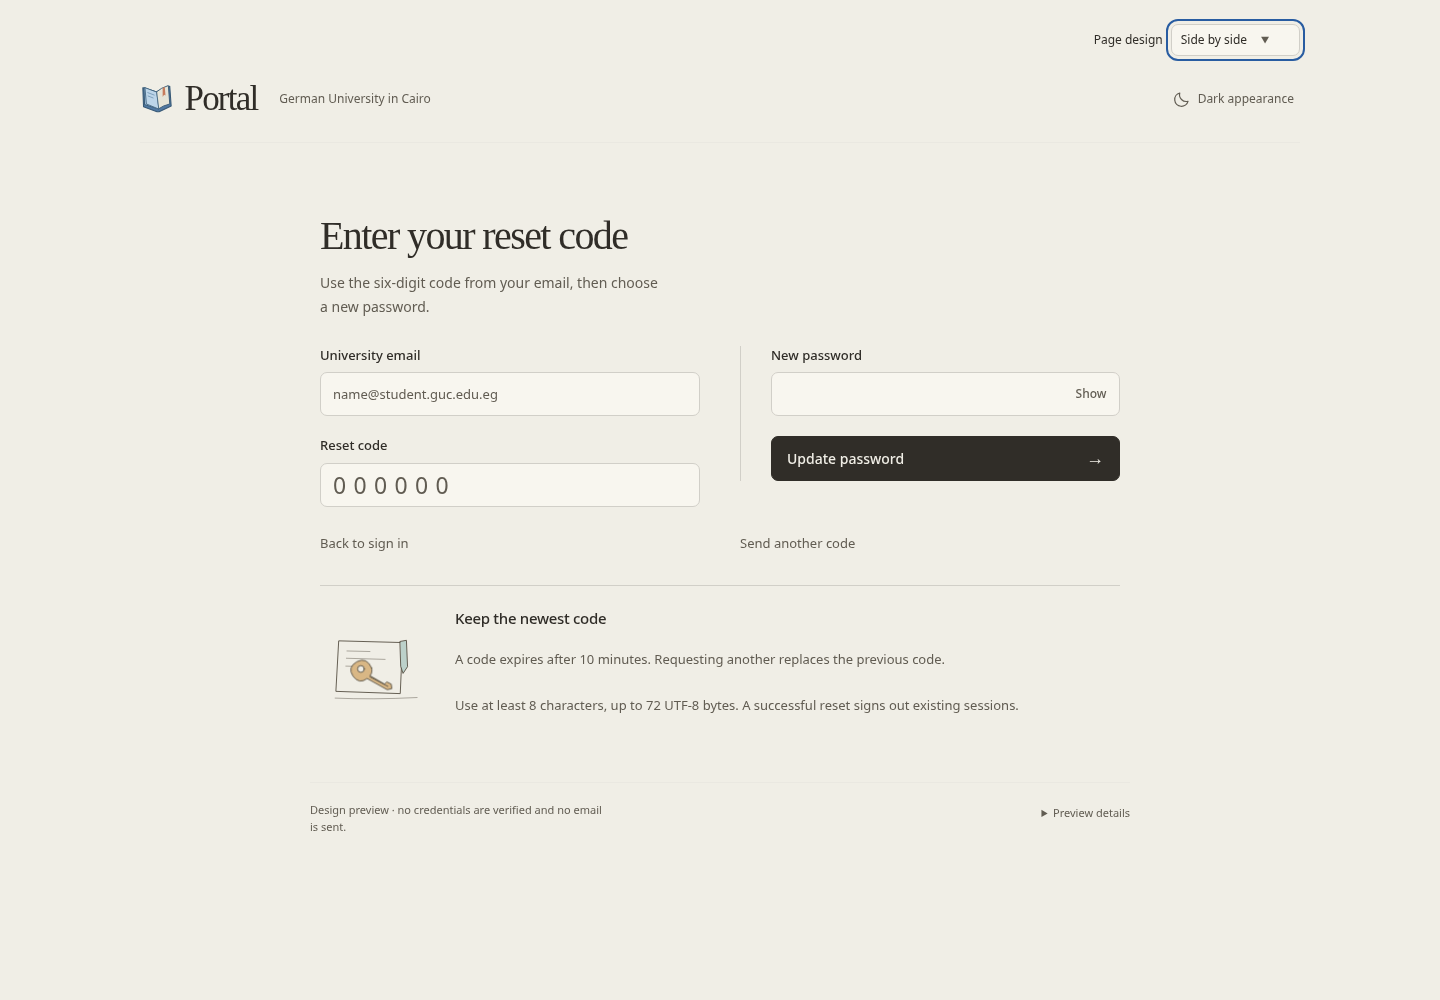 Page design Side by side
Portal German University in Cairo Dark appearance
Enter your reset code
Use the six-digit code from your email, then choose
a new password.
University email
name@student.guc.edu.eg
Reset code
000000
New password
Show
Update password →
Back to sign in
Send another code
Keep the newest code
A code expires after 10 minutes. Requesting another replaces the previous code.
Use at least 8 characters, up to 72 UTF-8 bytes. A successful reset signs out existing sessions.
Design preview · no credentials are verified and no email
is sent.
Preview details